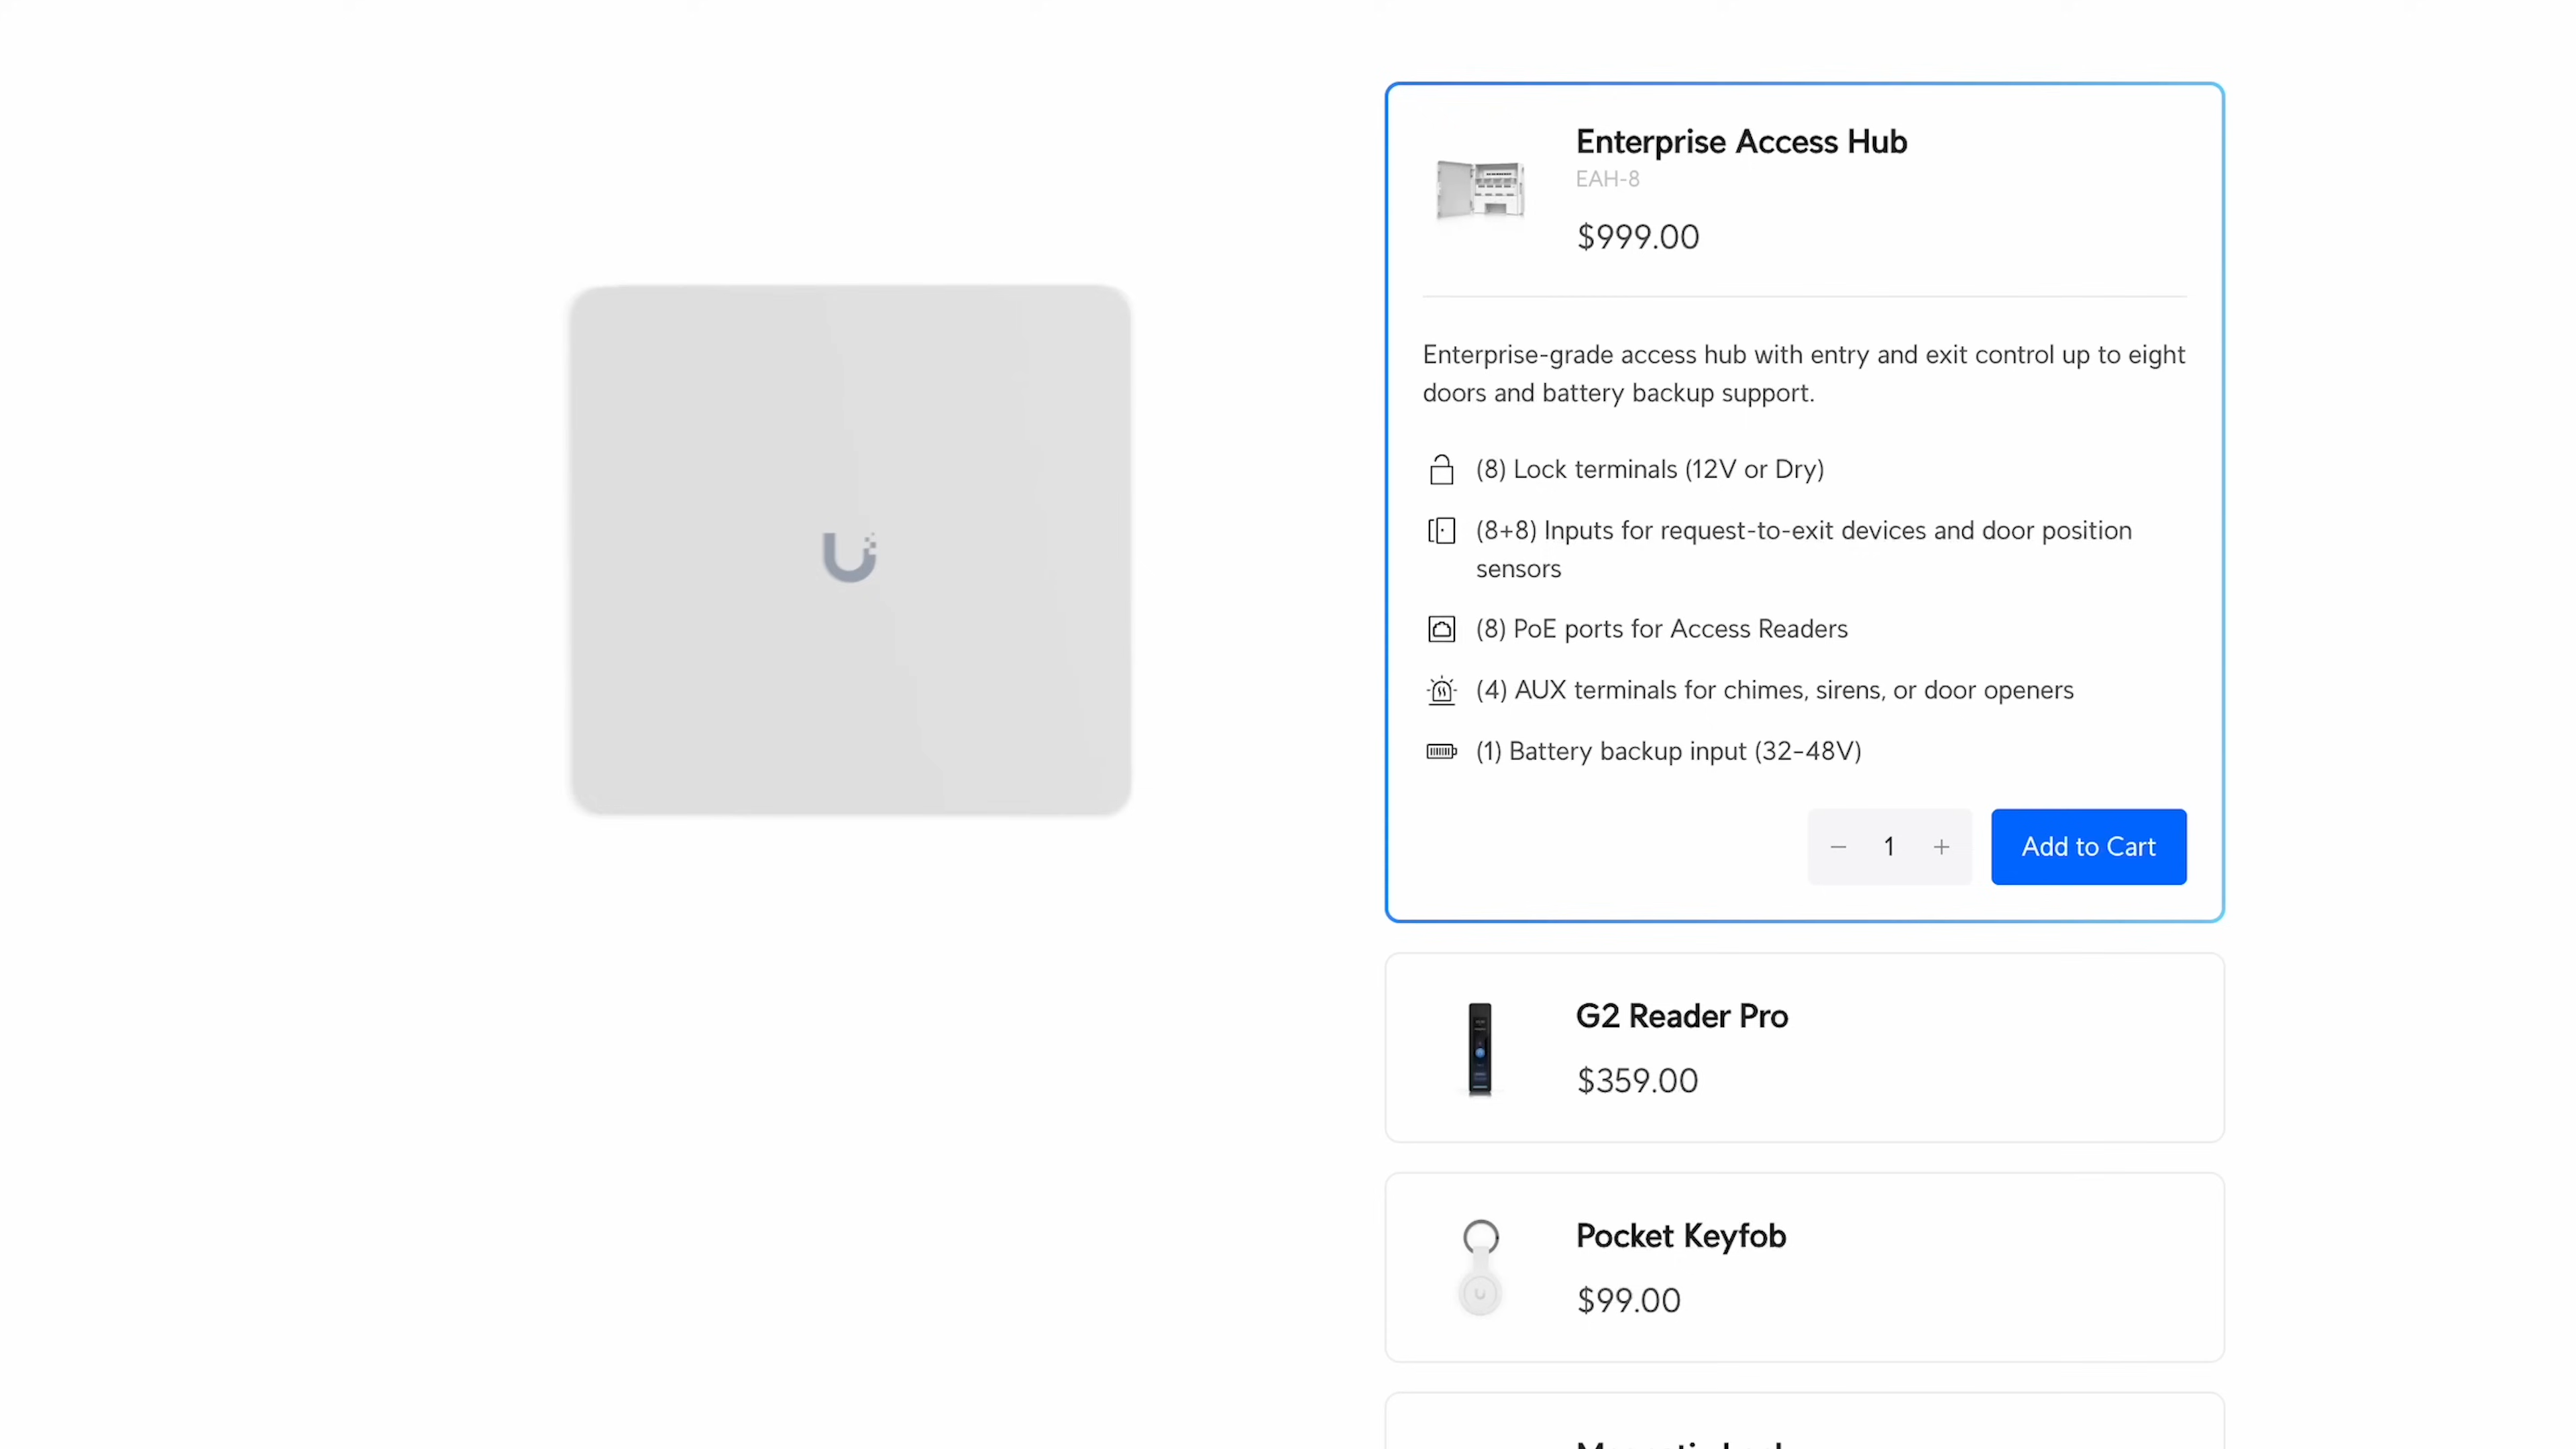 Enterprise Access Hub
EAH-8
$999.00
Enterprise-grade access hub with entry and exit control up to eight
doors and battery backup support.
(8) Lock terminals (12V or Dry)
(8+8) Inputs for request-to-exit devices and door position
sensors
(8) PoE ports for Access Readers
(4) AUX terminals for chimes, sirens, or door openers
(1) Battery backup input (32-48V)
1
Add to Cart
G2 Reader Pro
$359.00
Pocket Keyfob
$99.00